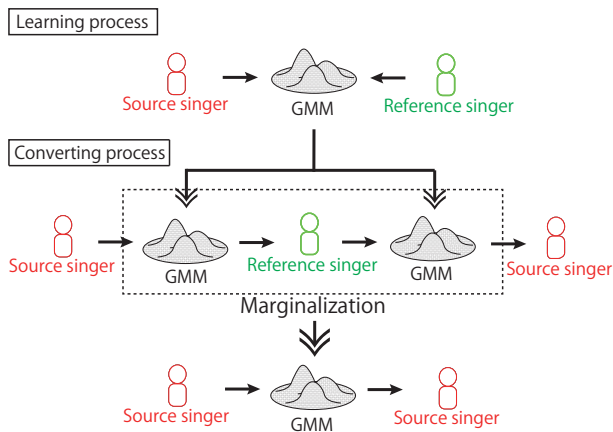 Learning process
Source singer
GMM
Reference singer
Converting process
Source singer
GMM
Reference singer
GMM
Source singer
Marginalization
Source singer
GMM
Source singer